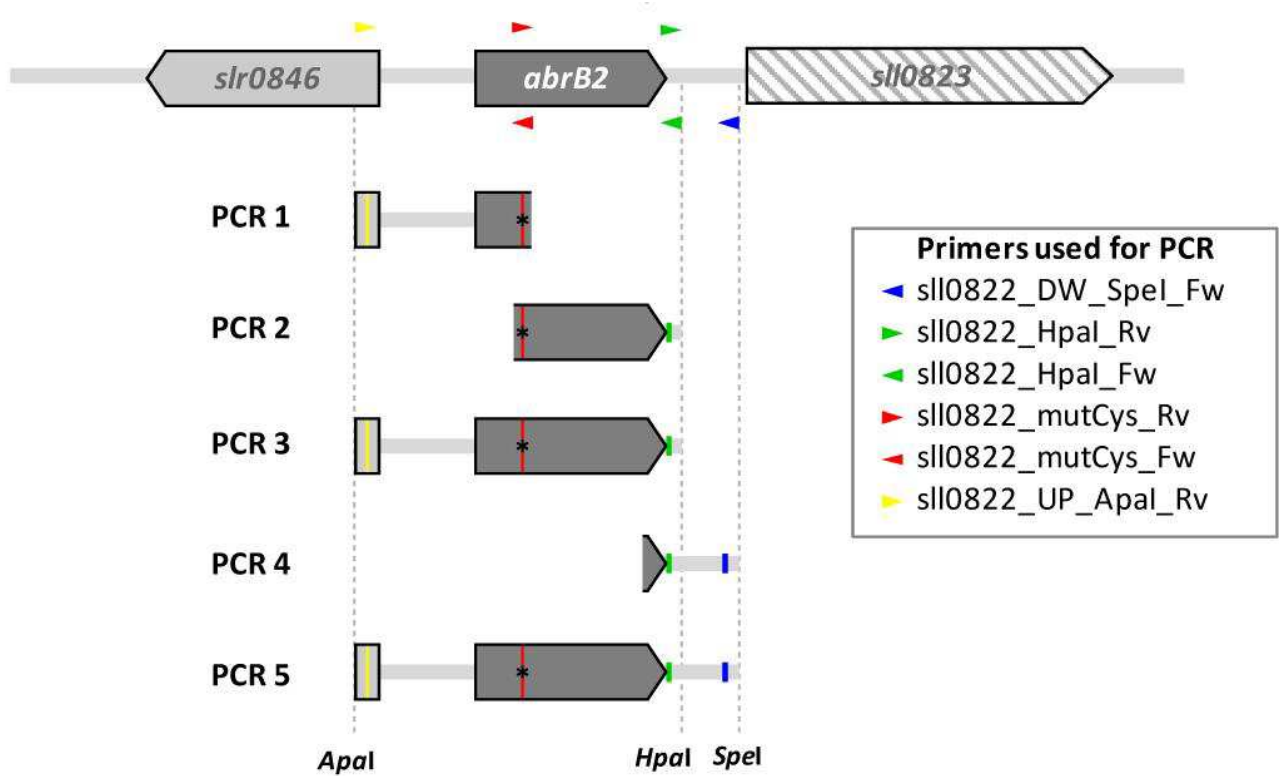 slr0846
abrB2
sll0823
PCR 1
PCR 2
PCR 3
PCR 4
PCR 5
Primers used for PCR
sll0822_DW_SpeI_Fw
sll0822_HpaI_Rv
sll0822_HpaI_Fw
sll0822_mutCys_Rv
sll0822_mutCys_Fw
sll0822_UP_ApaI_Rv
ApaI
HpaI
SpeI